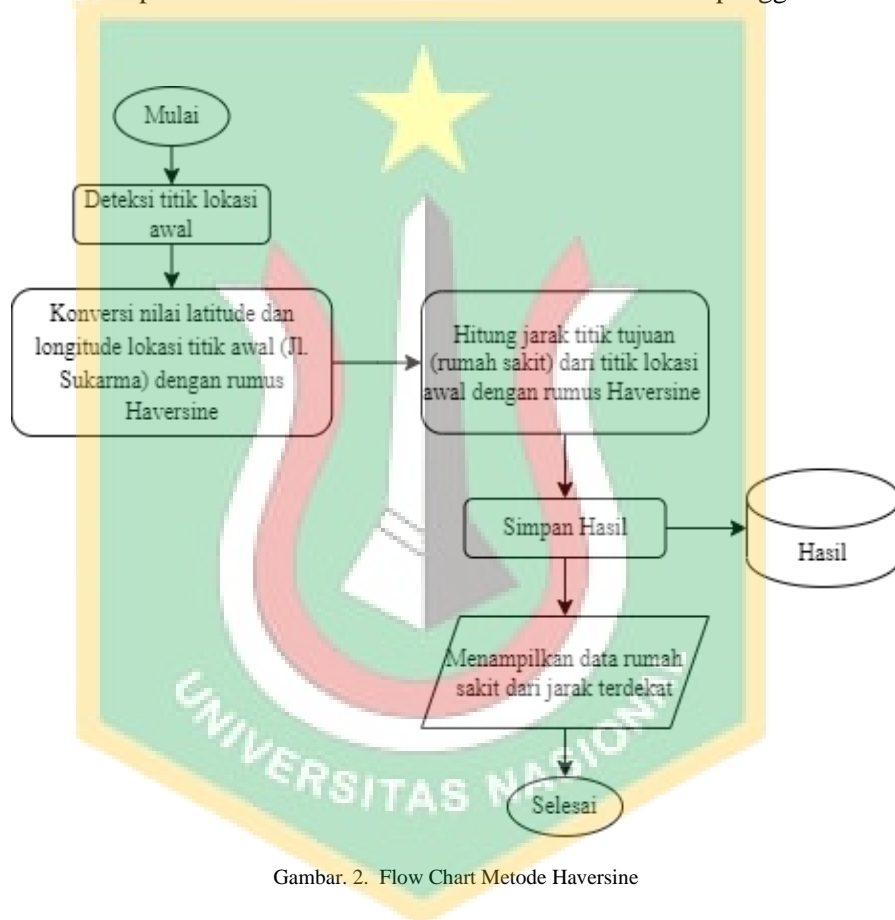 Mulai
Deteksi titik lokasi
awal
Konversi nilai latitude dan
longitude lokasi titik awal (Jl.
Sukarma) dengan rumus
Haversine
Hitung jarak titik tujuan
(rumah sakit) dari titik lokasi
awal dengan rumus Haversine
Simpan Hasil
Hasil
Menampilkan data rumah
sakit dari jarak terdekat
Selesai
UNIVERSITAS NASIONAL
Gambar. 2. Flow Chart Metode Haversine